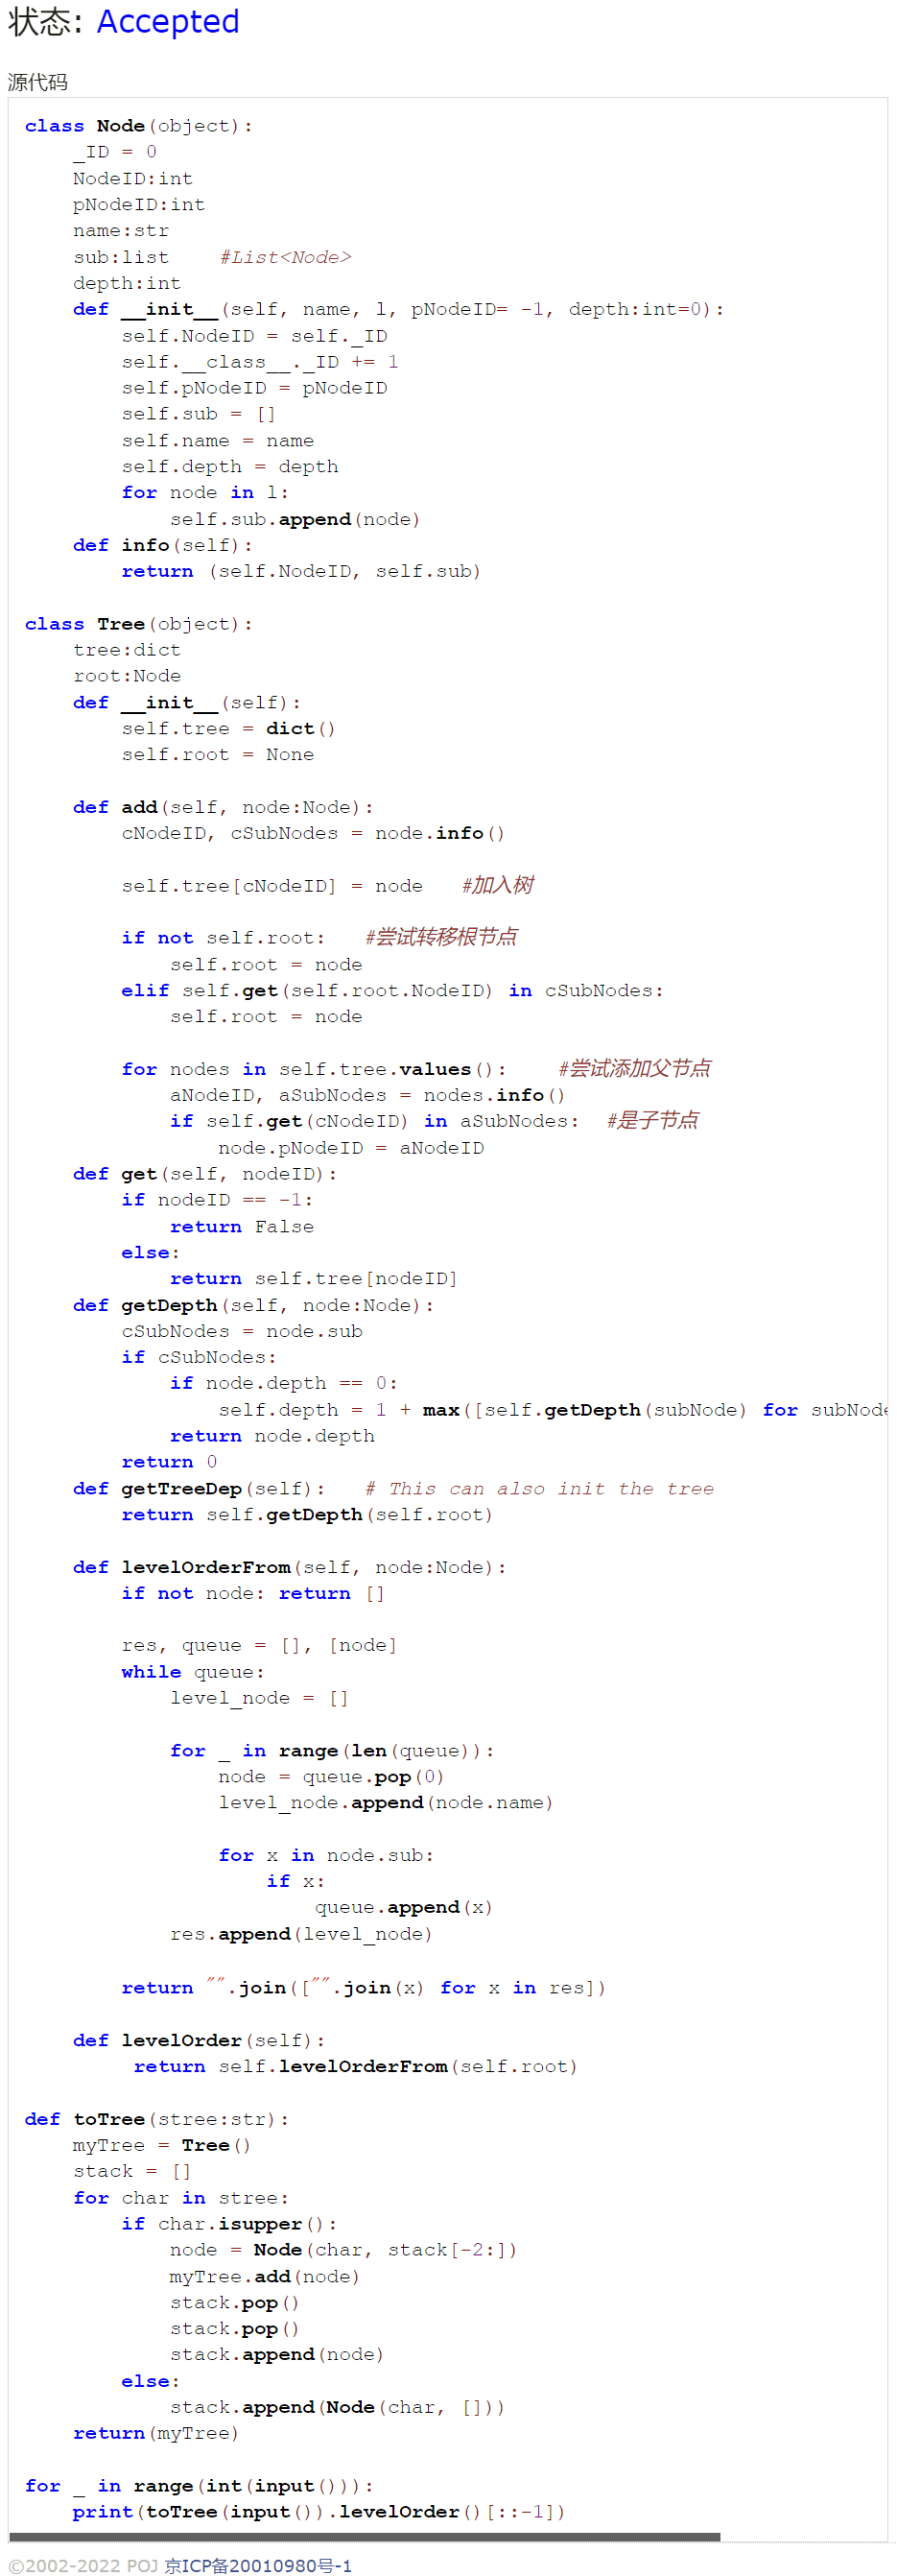 状态: Accepted
源代码
class Node(object):
    _ID = 0
    NodeID:int
    pNodeID:int
    name:str
    sub:list    #List<Node>
    depth:int
    def __init__(self, name, l, pNodeID= -1, depth:int=0):
        self.NodeID = self._ID
        self.__class__._ID += 1
        self.pNodeID = pNodeID
        self.sub = []
        self.name = name
        self.depth = depth
        for node in l:
            self.sub.append(node)
    def info(self):
        return (self.NodeID, self.sub)

class Tree(object):
    tree:dict
    root:Node
    def __init__(self):
        self.tree = dict()
        self.root = None

    def add(self, node:Node):
        cNodeID, cSubNodes = node.info()

        self.tree[cNodeID] = node   #加入树

        if not self.root:   #尝试转移根节点
            self.root = node
        elif self.get(self.root.NodeID) in cSubNodes:
            self.root = node

        for nodes in self.tree.values():    #尝试添加父节点
            aNodeID, aSubNodes = nodes.info()
            if self.get(cNodeID) in aSubNodes:  #是子节点
                node.pNodeID = aNodeID
    def get(self, nodeID):
        if nodeID == -1:
            return False
        else:
            return self.tree[nodeID]
    def getDepth(self, node:Node):
        cSubNodes = node.sub
        if cSubNodes:
            if node.depth == 0:
                self.depth = 1 + max([self.getDepth(subNode) for subNode
            return node.depth
        return 0
    def getTreeDep(self):   # This can also init the tree
        return self.getDepth(self.root)

    def levelOrderFrom(self, node:Node):
        if not node: return []

        res, queue = [], [node]
        while queue:
            level_node = []

            for _ in range(len(queue)):
                node = queue.pop(0)
                level_node.append(node.name)

                for x in node.sub:
                    if x:
                        queue.append(x)
            res.append(level_node)

        return "".join(["".join(x) for x in res])

    def levelOrder(self):
         return self.levelOrderFrom(self.root)

def toTree(stree:str):
    myTree = Tree()
    stack = []
    for char in stree:
        if char.isupper():
            node = Node(char, stack[-2:])
            myTree.add(node)
            stack.pop()
            stack.pop()
            stack.append(node)
        else:
            stack.append(Node(char, []))
    return(myTree)

for _ in range(int(input())):
    print(toTree(input()).levelOrder()[::-1])
©2002-2022 POJ 京ICP备20010980号-1